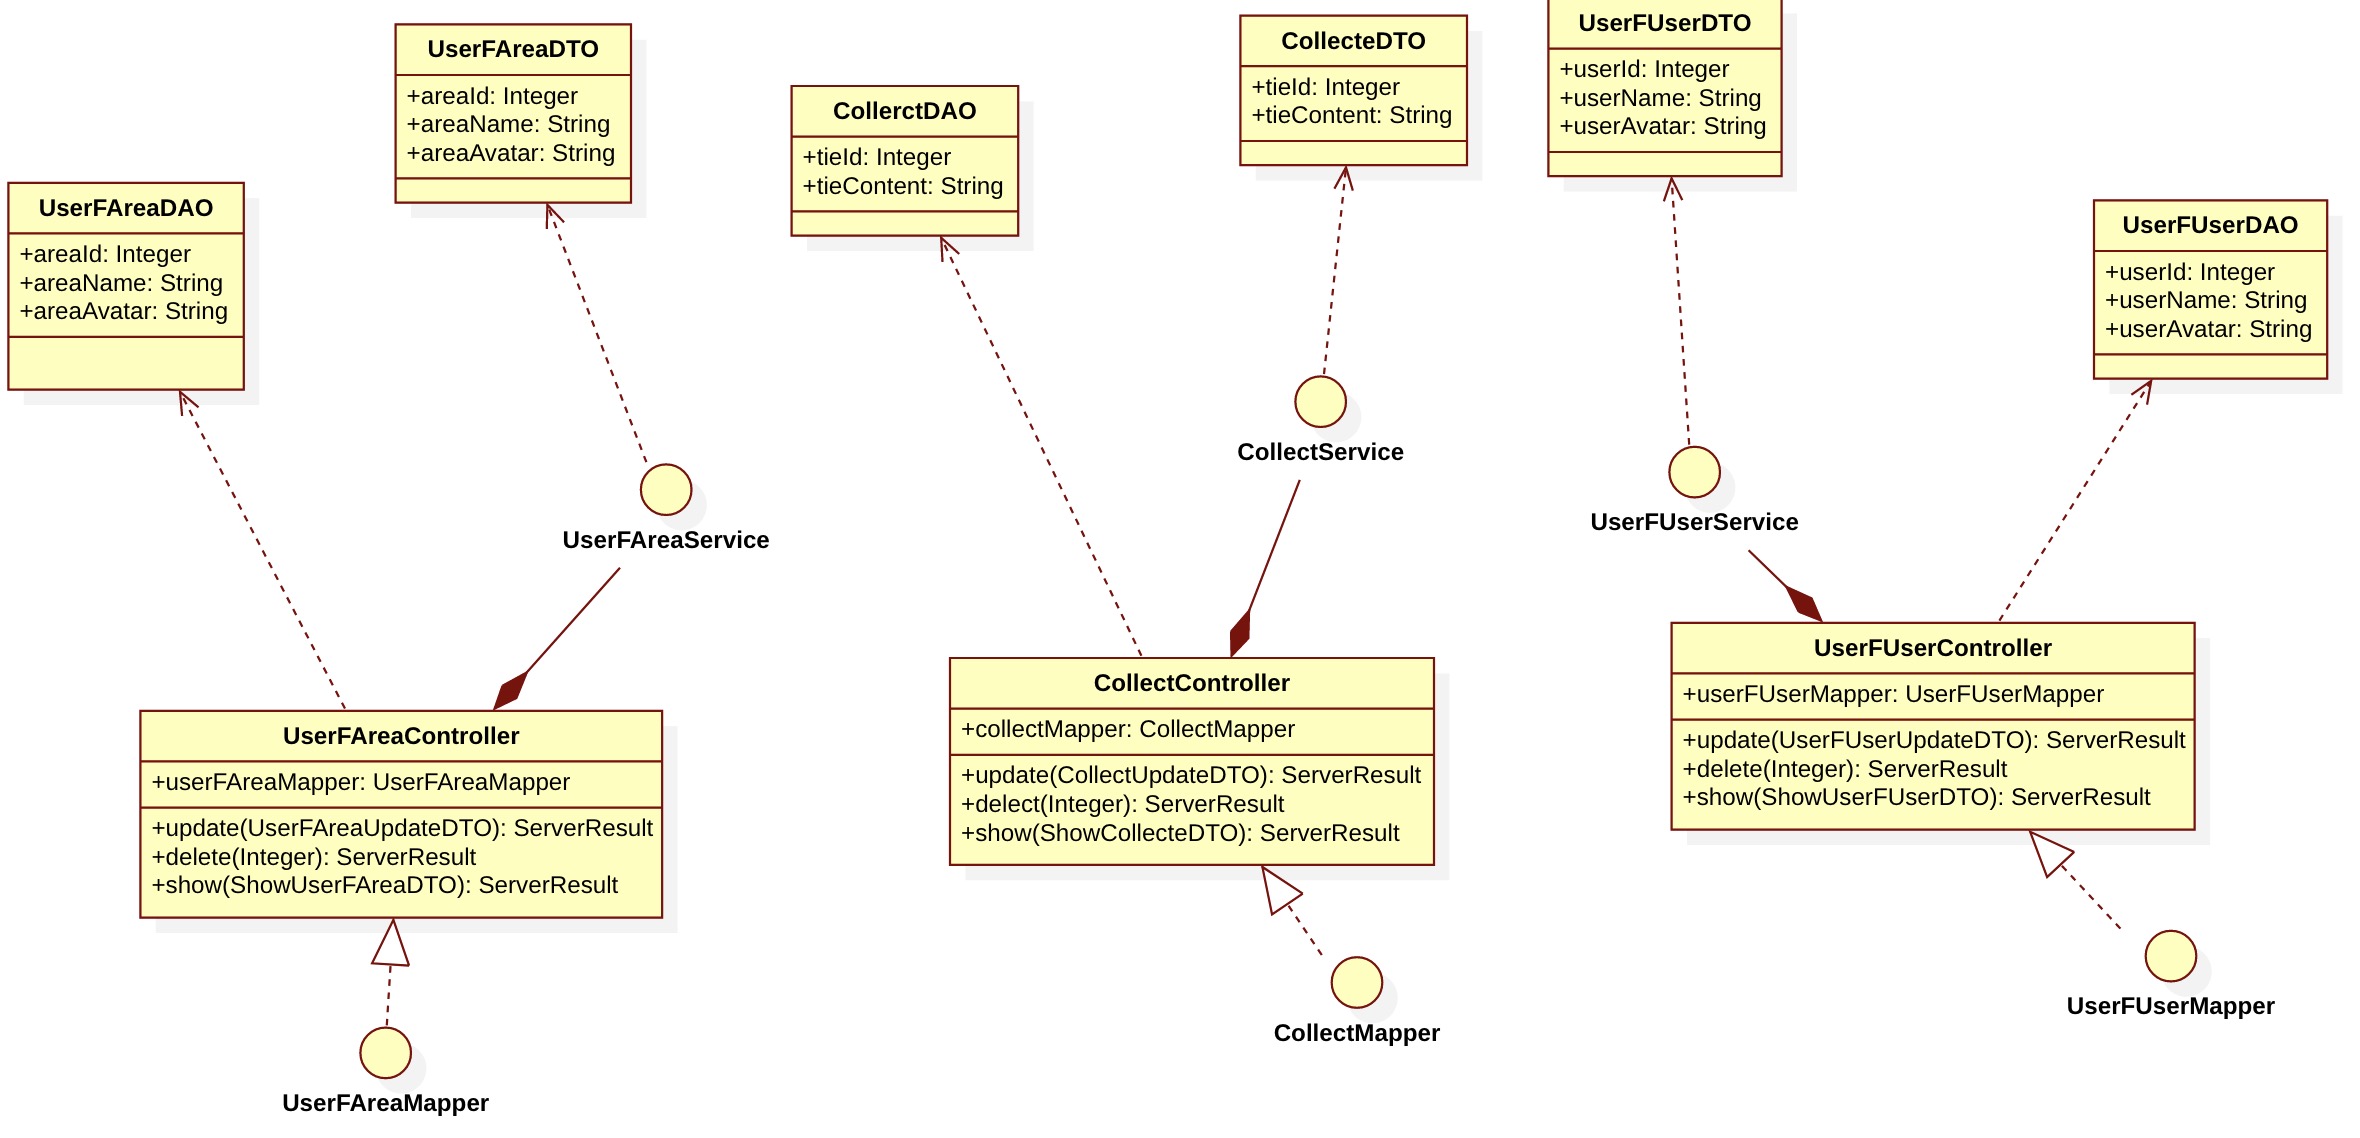 UserFAreaDTO
+areaId: Integer
+areaName: String
+areaAvatar: String
UserFAreaDAO
+areaId: Integer
+areaName: String
+areaAvatar: String
UserFAreaService
UserFAreaController
+userFAreaMapper: UserFAreaMapper
+update(UserFAreaUpdateDTO): ServerResult
+delete(Integer): ServerResult
+show(ShowUserFAreaDTO): ServerResult
UserFAreaMapper
CollerctDAO
+tieId: Integer
+tieContent: String
CollecteDTO
+tieId: Integer
+tieContent: String
CollectService
CollectController
+collectMapper: CollectMapper
+update(CollectUpdateDTO): ServerResult
+delect(Integer): ServerResult
+show(ShowCollecteDTO): ServerResult
CollectMapper
UserFUserDTO
+userId: Integer
+userName: String
+userAvatar: String
UserFUserDAO
+userId: Integer
+userName: String
+userAvatar: String
UserFUserService
UserFUserController
+userFUserMapper: UserFUserMapper
+update(UserFUserUpdateDTO): ServerResult
+delete(Integer): ServerResult
+show(ShowUserFUserDTO): ServerResult
UserFUserMapper